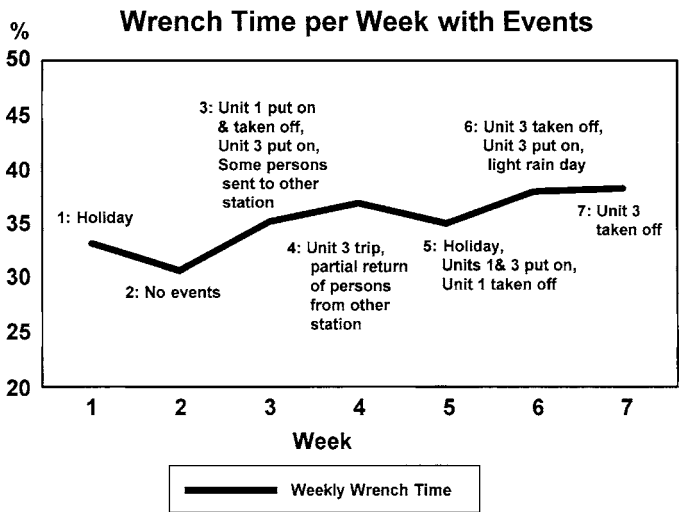 Wrench Time per Week with Events
%
50
45
40
35
30
25
20
1: Holiday
2: No events
3: Unit 1 put on
& taken off,
Unit 3 put on,
Some persons
sent to other
station
4: Unit 3 trip,
partial return
of persons
from other
station
5: Holiday,
Units 1& 3 put on,
Unit 1 taken off
6: Unit 3 taken off,
Unit 3 put on,
light rain day
7: Unit 3
taken off
1 2 3 4 5 6 7
Week
Weekly Wrench Time